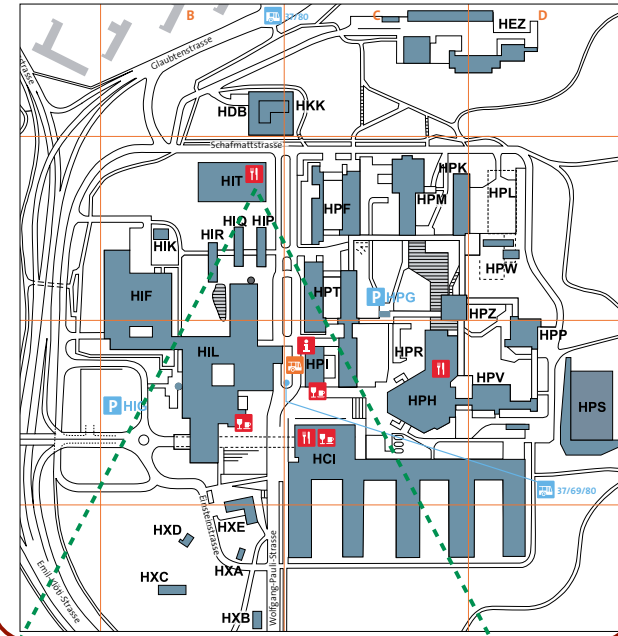 B
37/80
C
D
HEZ
strasse
Glaubtenstrasse
HDB
HKK
Schafmattstrasse
HIT
HPK
HPL
HPM
HPF
HIQ
HIP
HIR
HIK
HPW
HIF
HPT
P HPG
HPZ
HPP
HIL
i
HPI
HPR
HPV
HPH
HPS
P HIG
HCI
37/69/80
Einsteinstrasse
HXE
HXD
HXA
HXC
HXB
Wolfgang-Pauli-Strasse
Emil-Klöti-Strasse